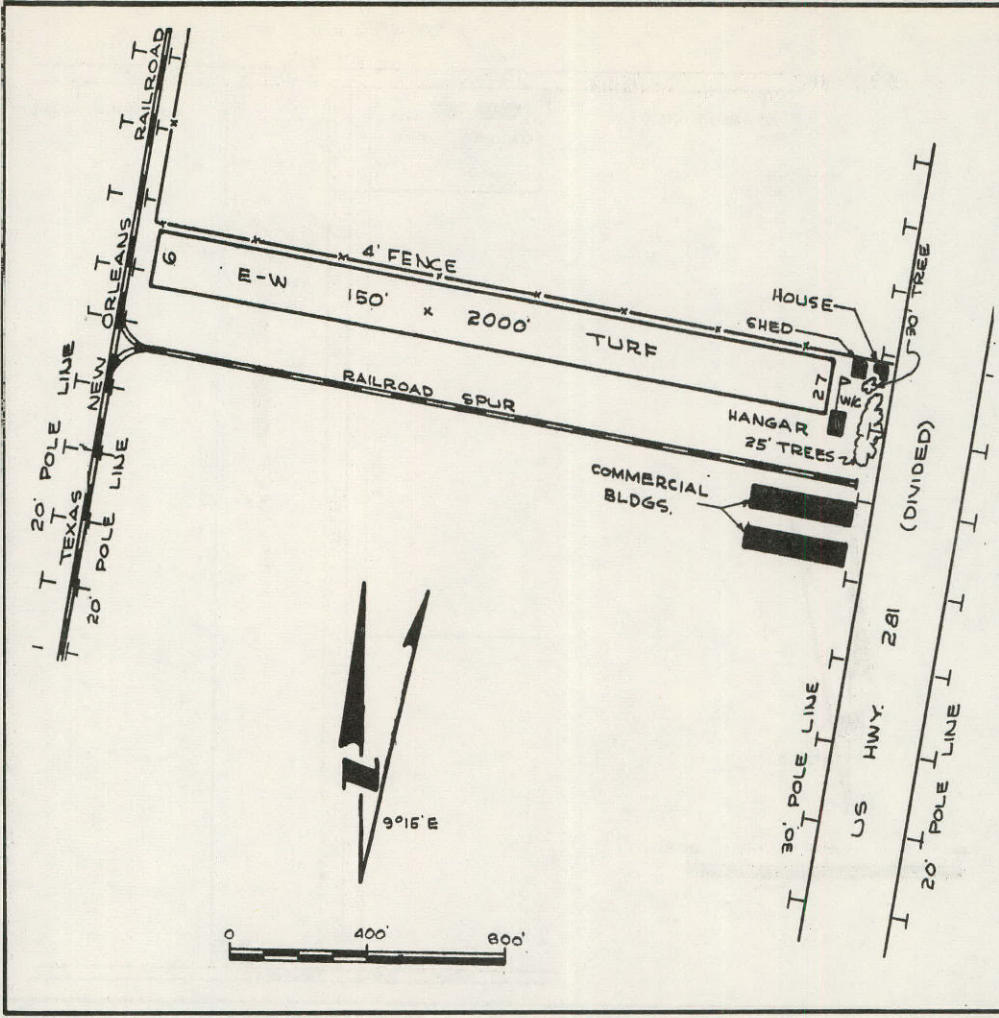 TEXAS NEW ORLEANS RAILROAD
20' POLE LINE
20' POLE LINE
4' FENCE
9
E-W 150' x 2000' TURF
27
RAILROAD SPUR
HOUSE
SHED
30' TREE
W/C
HANGAR
25' TREES
COMMERCIAL
BLDGS.
(DIVIDED)
US HWY. 281
30' POLE LINE
20' POLE LINE
N
9°15'E
0 400' 800'